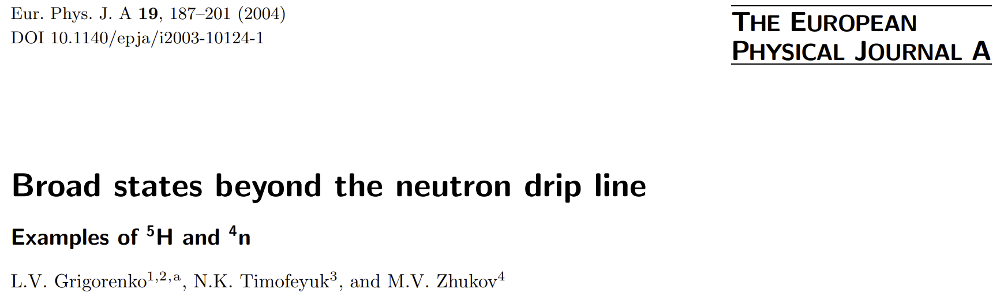 Eur. Phys. J. A 19, 187–201 (2004)
DOI 10.1140/epja/i2003-10124-1
THE EUROPEAN
PHYSICAL JOURNAL A
Broad states beyond the neutron drip line
Examples of ⁵H and ⁴n
L.V. Grigorenko¹,²,ᵃ, N.K. Timofeyuk³, and M.V. Zhukov⁴